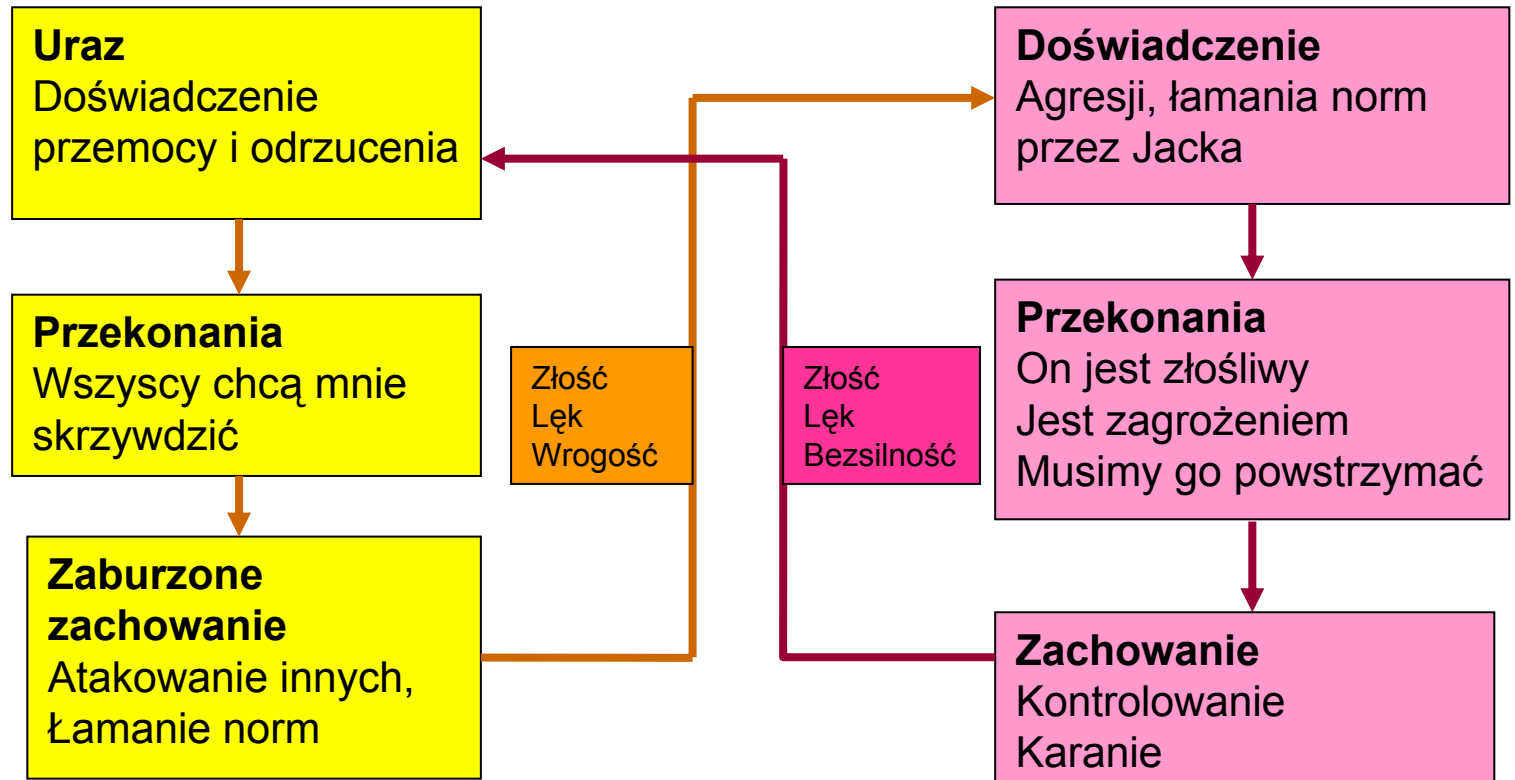 Uraz
Doświadczenie
przemocy i odrzucenia
Przekonania
Wszyscy chcą mnie
skrzywdzić
Zaburzone
zachowanie
Atakowanie innych,
Łamanie norm
Złość
Lęk
Wrogość
Złość
Lęk
Bezsilność
Doświadczenie
Agresji, łamania norm
przez Jacka
Przekonania
On jest złośliwy
Jest zagrożeniem
Musimy go powstrzymać
Zachowanie
Kontrolowanie
Karanie